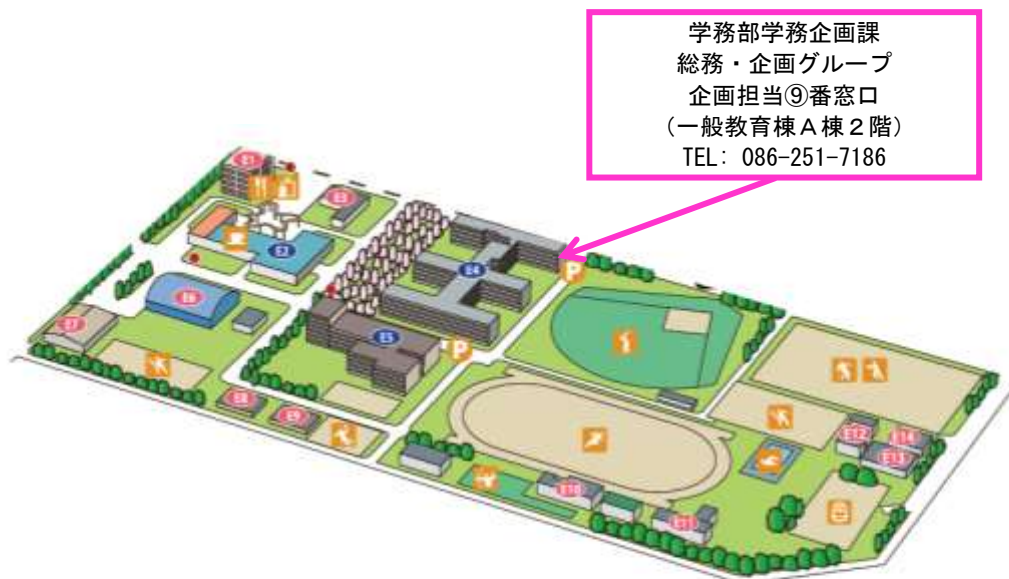 学務部学務企画課
総務・企画グループ
企画担当⑨番窓口
(一般教育棟A棟2階)
TEL: 086-251-7186
E1
E3
E2
E4
P
E6
E7
E5
P
E8
E9
E12
E14
E13
E10
E11